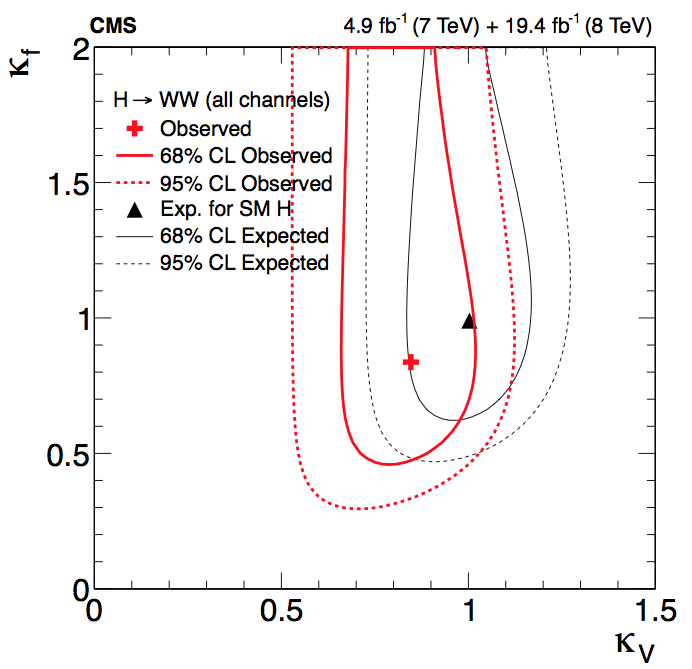 CMS 4.9 fb⁻¹ (7 TeV) + 19.4 fb⁻¹ (8 TeV)
κf
2
H → WW (all channels)
Observed
68% CL Observed
95% CL Observed
Exp. for SM H
68% CL Expected
95% CL Expected
1.5
1
0.5
0
0 0.5 1 1.5
κV